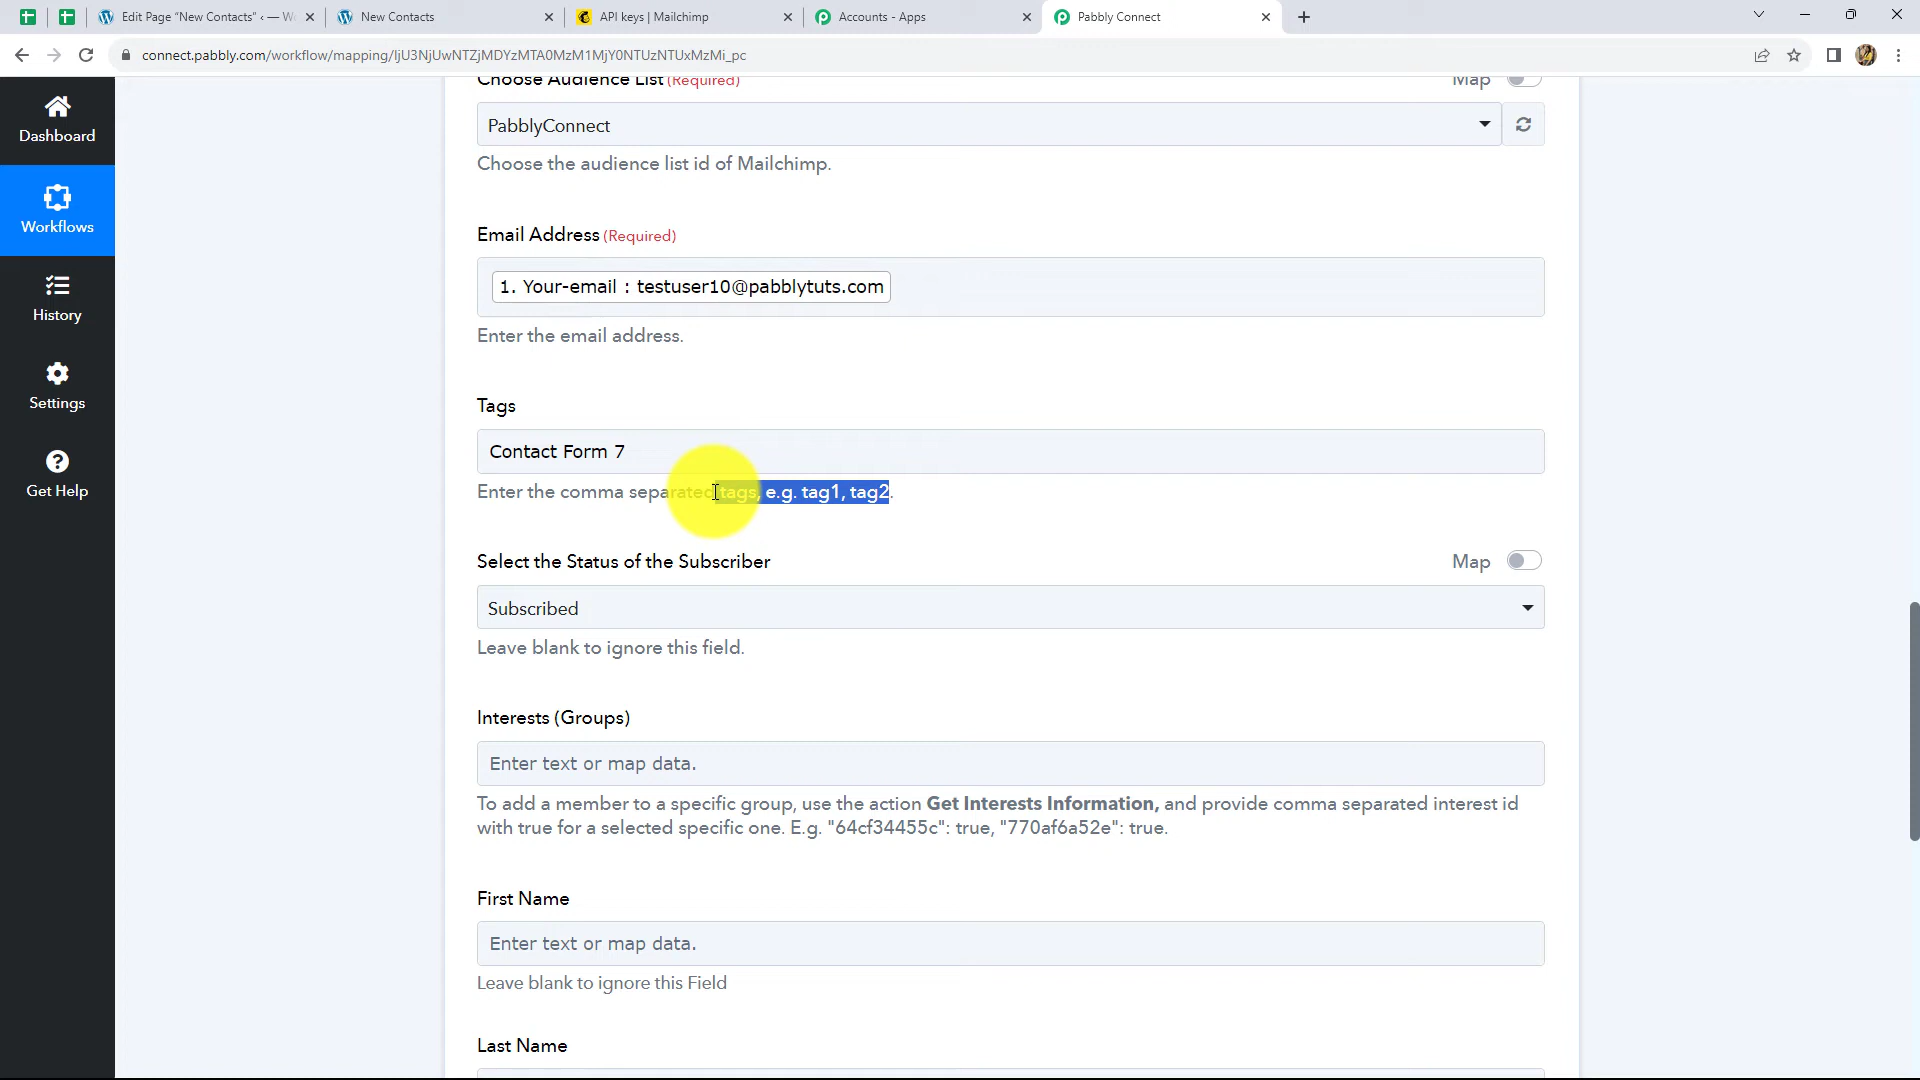 Edit Page “New Contacts” ‹ — W
New Contacts
API keys | Mailchimp
Accounts - Apps
Pabbly Connect
connect.pabbly.com/workflow/mapping/IjU3NjUwNTZjMDYzMTA0MzM1MjY0NTUzNTUxMzMi_pc
Dashboard
Workflows
History
Settings
Get Help
Choose Audience List (Required)
Map
PabblyConnect
Choose the audience list id of Mailchimp.
Email Address (Required)
1. Your-email : testuser10@pabblytuts.com
Enter the email address.
Tags
Contact Form 7
Enter the comma separated tags, e.g. tag1, tag2.
Select the Status of the Subscriber
Map
Subscribed
Leave blank to ignore this field.
Interests (Groups)
Enter text or map data.
To add a member to a specific group, use the action Get Interests Information, and provide comma separated interest id
with true for a selected specific one. E.g. "64cf34455c": true, "770af6a52e": true.
First Name
Enter text or map data.
Leave blank to ignore this Field
Last Name